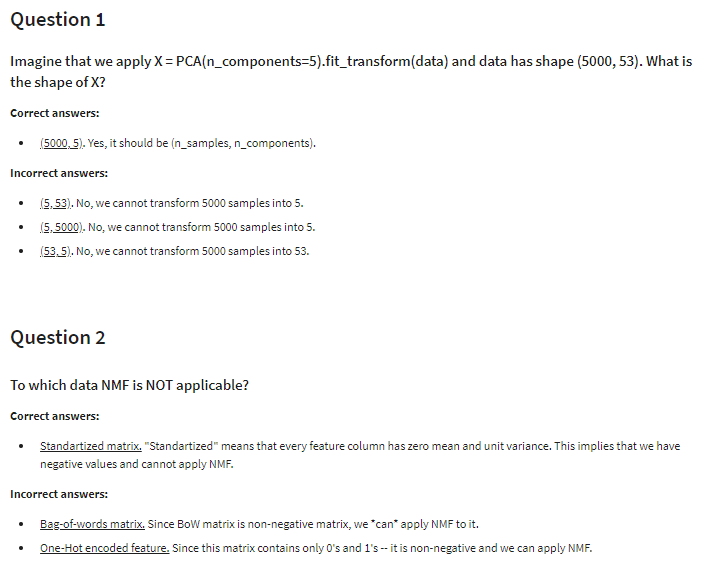 Question 1
Imagine that we apply X = PCA(n_components=5).fit_transform(data) and data has shape (5000, 53). What is
the shape of X?
Correct answers:
• (5000, 5). Yes, it should be (n_samples, n_components).
Incorrect answers:
• (5, 53). No, we cannot transform 5000 samples into 5.
• (5, 5000). No, we cannot transform 5000 samples into 5.
• (53, 5). No, we cannot transform 5000 samples into 53.
Question 2
To which data NMF is NOT applicable?
Correct answers:
• Standartized matrix. "Standartized" means that every feature column has zero mean and unit variance. This implies that we have
negative values and cannot apply NMF.
Incorrect answers:
• Bag-of-words matrix. Since BoW matrix is non-negative matrix, we *can* apply NMF to it.
• One-Hot encoded feature. Since this matrix contains only 0's and 1's -- it is non-negative and we can apply NMF.